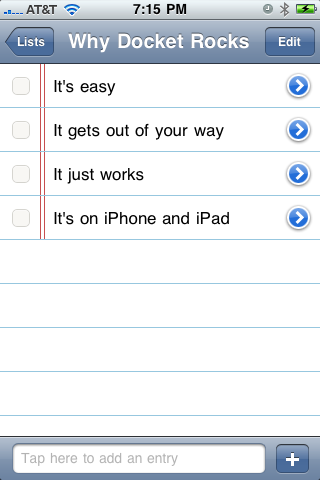 AT&T 7:15 PM
Lists Why Docket Rocks Edit
It's easy
It gets out of your way
It just works
It's on iPhone and iPad
Tap here to add an entry +